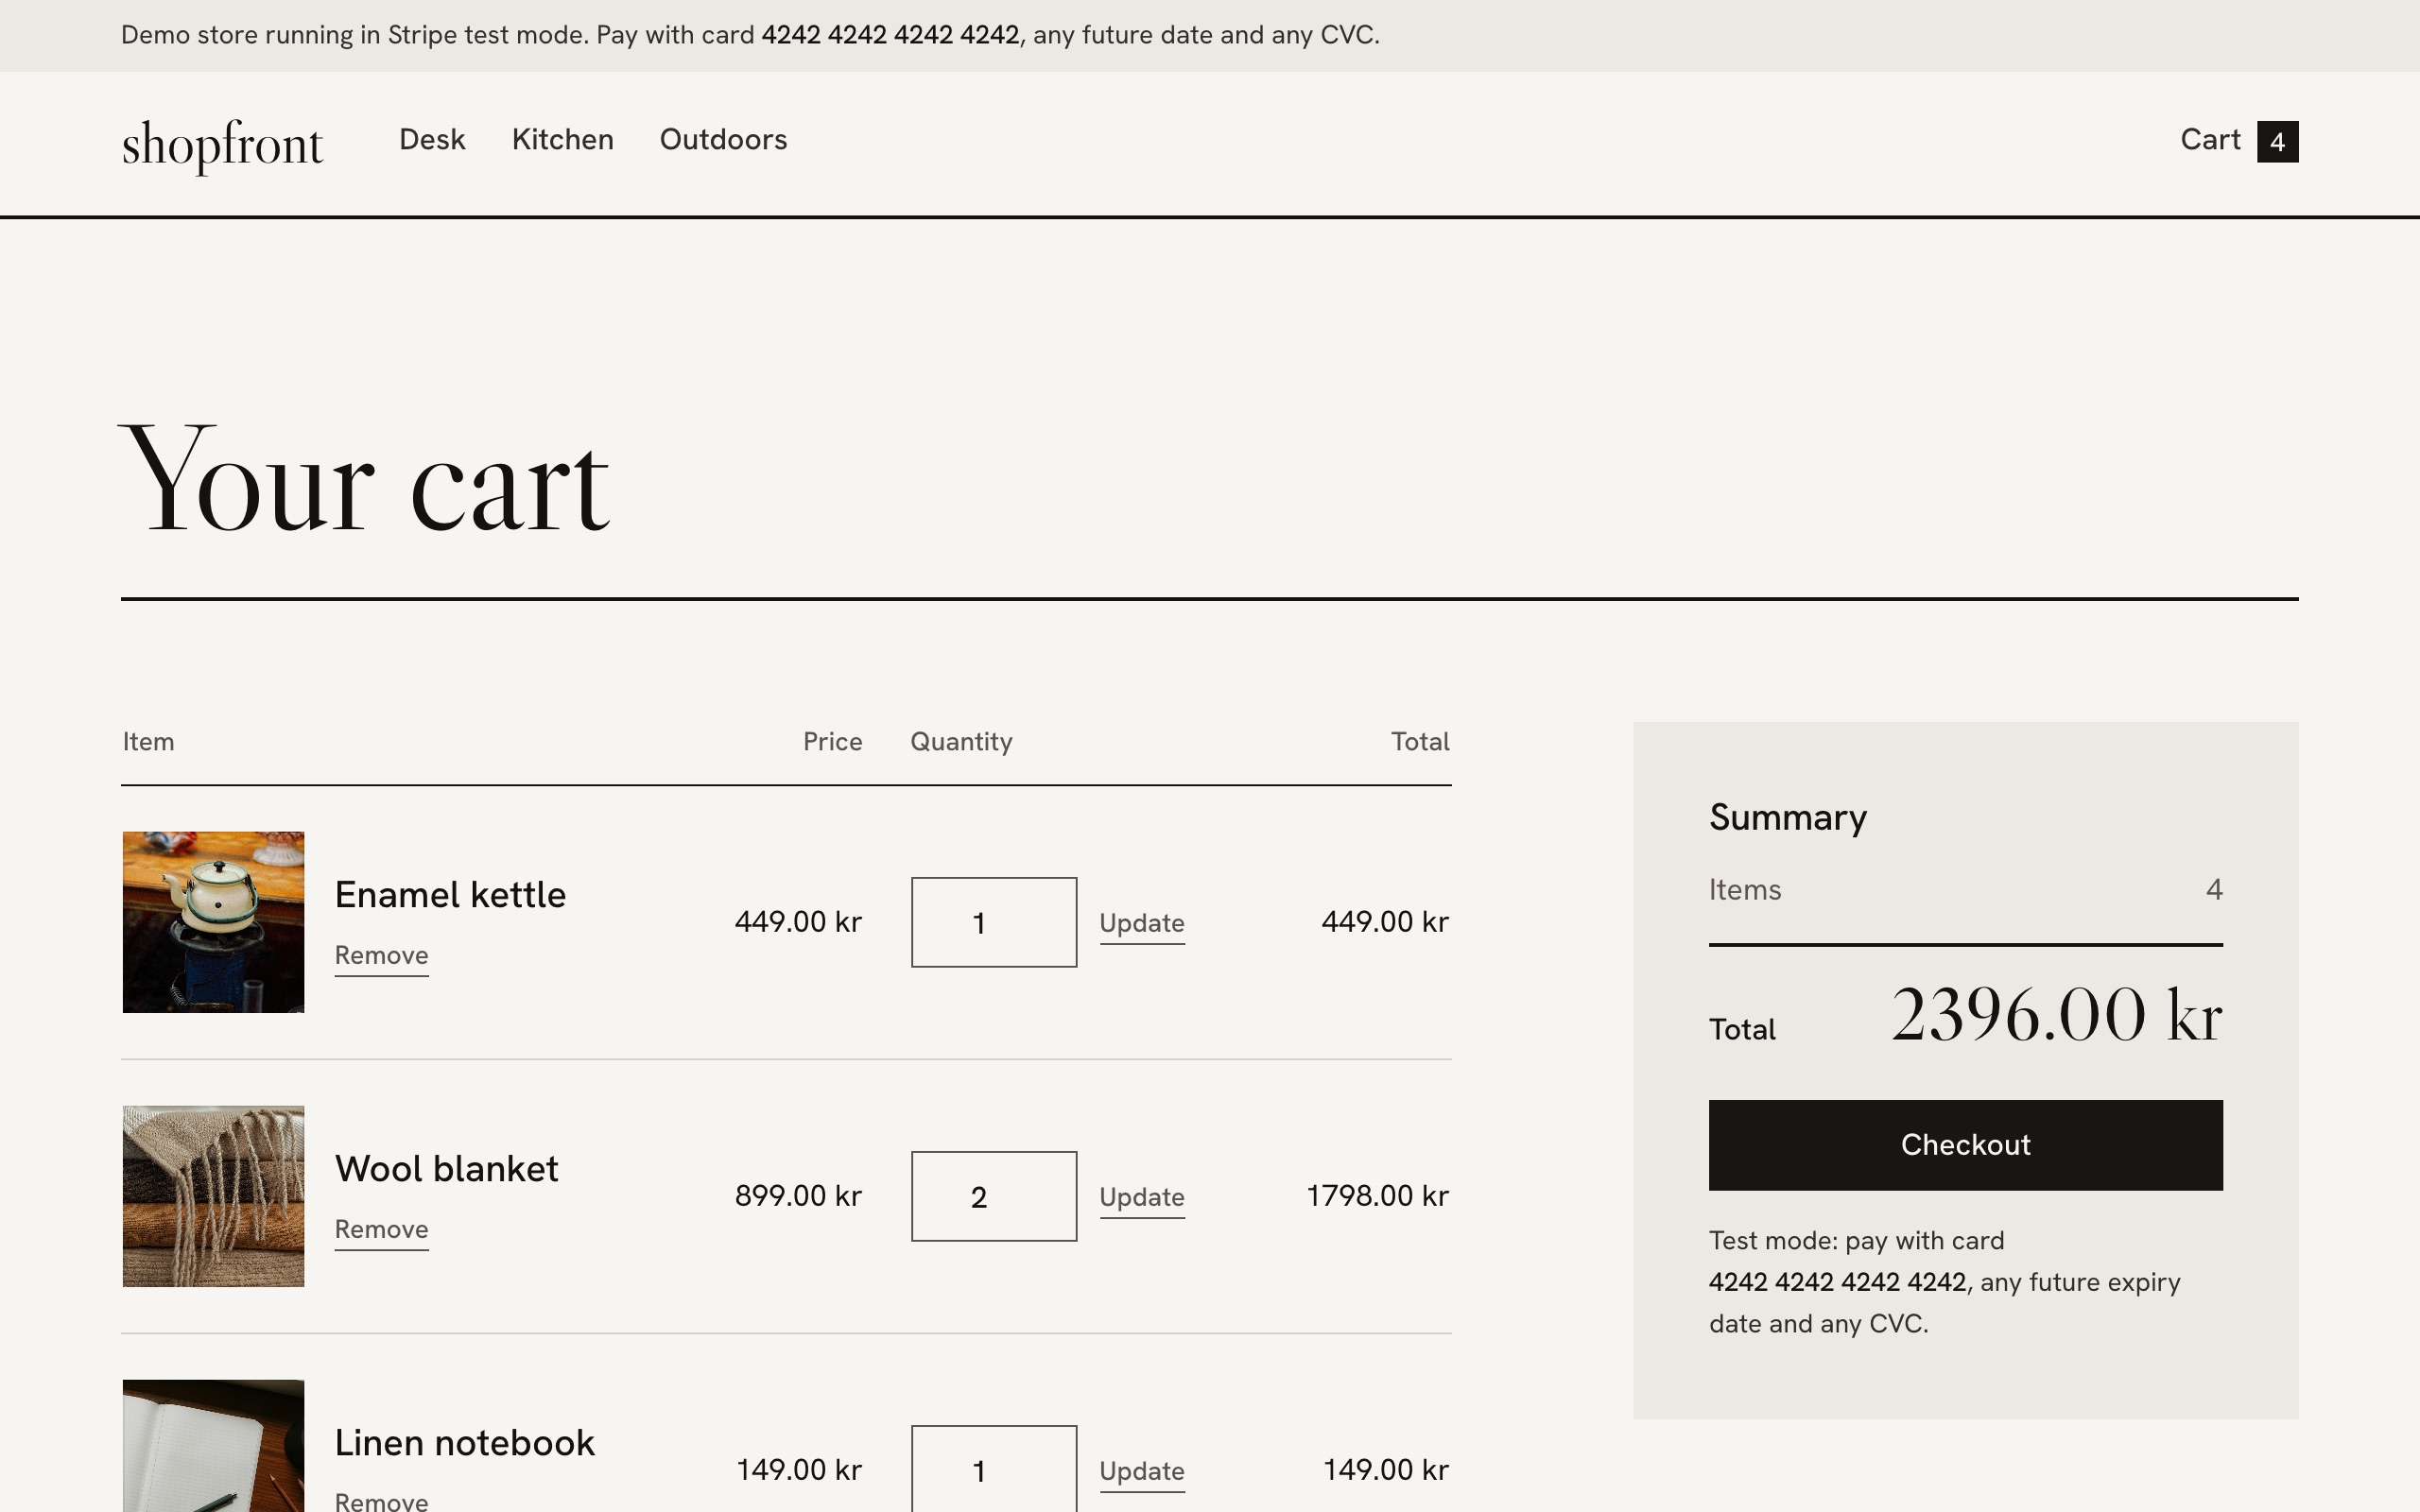 Demo store running in Stripe test mode. Pay with card 4242 4242 4242 4242, any future date and any CVC.
shopfront Desk Kitchen Outdoors Cart 4
Your cart
Item Price Quantity Total
Enamel kettle
Remove
449.00 kr 1 Update 449.00 kr
Wool blanket
Remove
899.00 kr 2 Update 1798.00 kr
Linen notebook
Remove
149.00 kr 1 Update 149.00 kr
Summary
Items 4
Total 2396.00 kr
Checkout
Test mode: pay with card
4242 4242 4242 4242, any future expiry
date and any CVC.